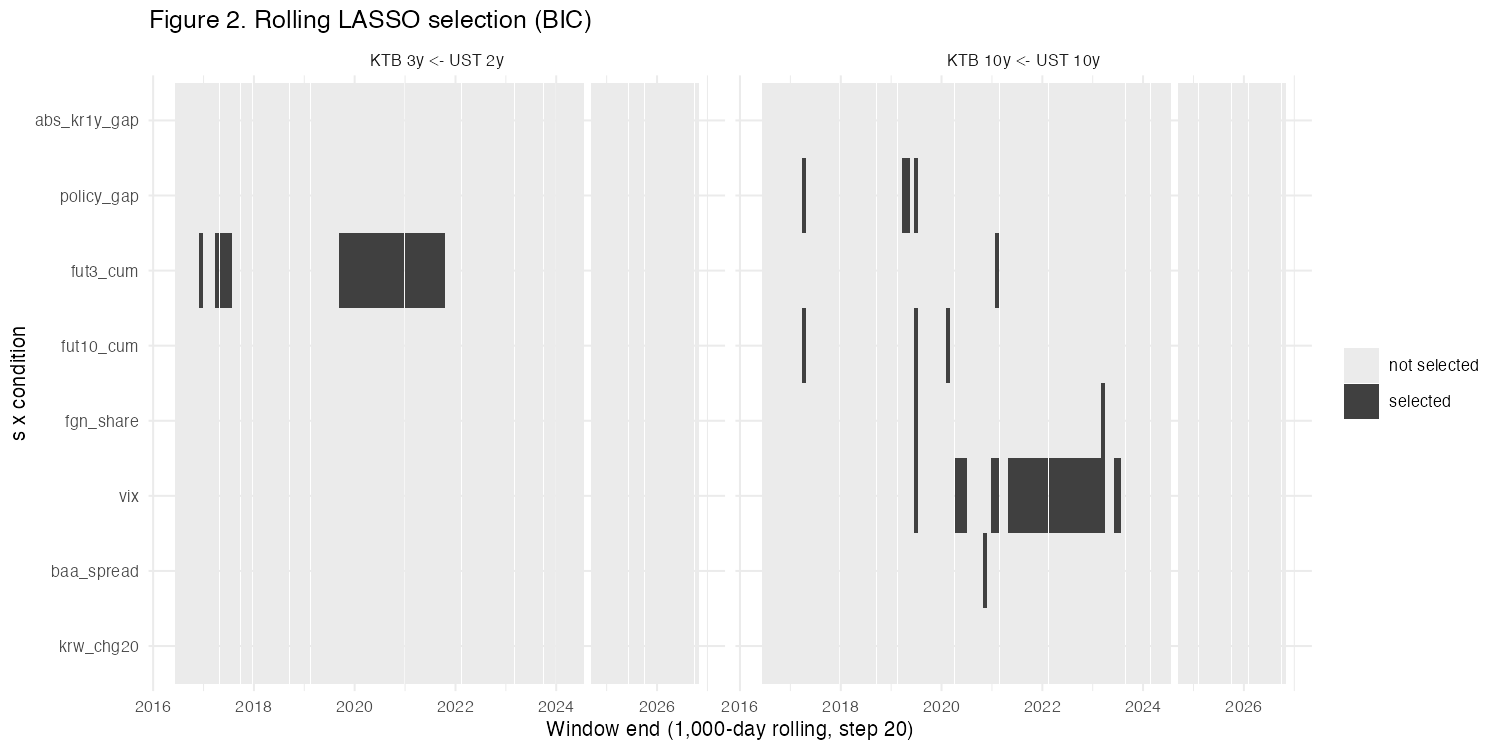 Figure 2. Rolling LASSO selection (BIC)
KTB 3y <- UST 2y
KTB 10y <- UST 10y
s x condition
abs_kr1y_gap
policy_gap
fut3_cum
fut10_cum
fgn_share
vix
baa_spread
krw_chg20
not selected
selected
2016 2018 2020 2022 2024 2026
2016 2018 2020 2022 2024 2026
Window end (1,000-day rolling, step 20)